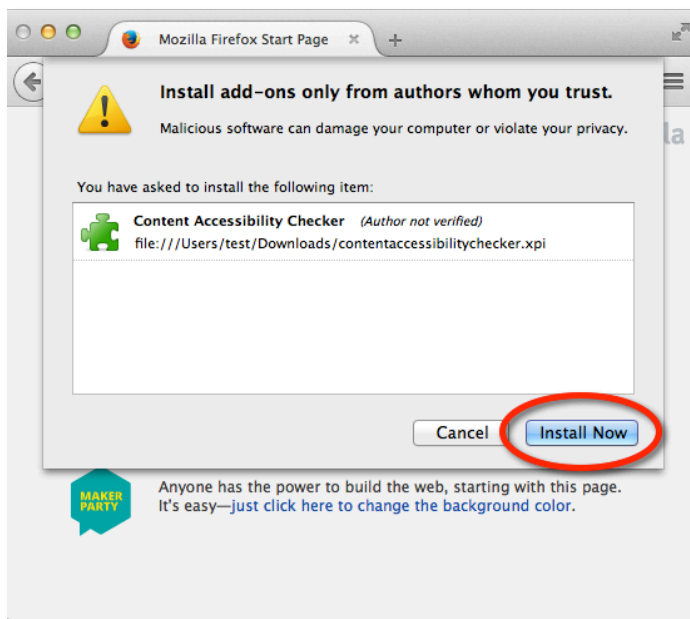 Mozilla Firefox Start Page
Install add-ons only from authors whom you trust.
Malicious software can damage your computer or violate your privacy.
la
You have asked to install the following item:
Content Accessibility Checker (Author not verified)
file:///Users/test/Downloads/contentaccessibilitychecker.xpi
Cancel
Install Now
MAKER
PARTY
Anyone has the power to build the web, starting with this page.
It's easy—just click here to change the background color.